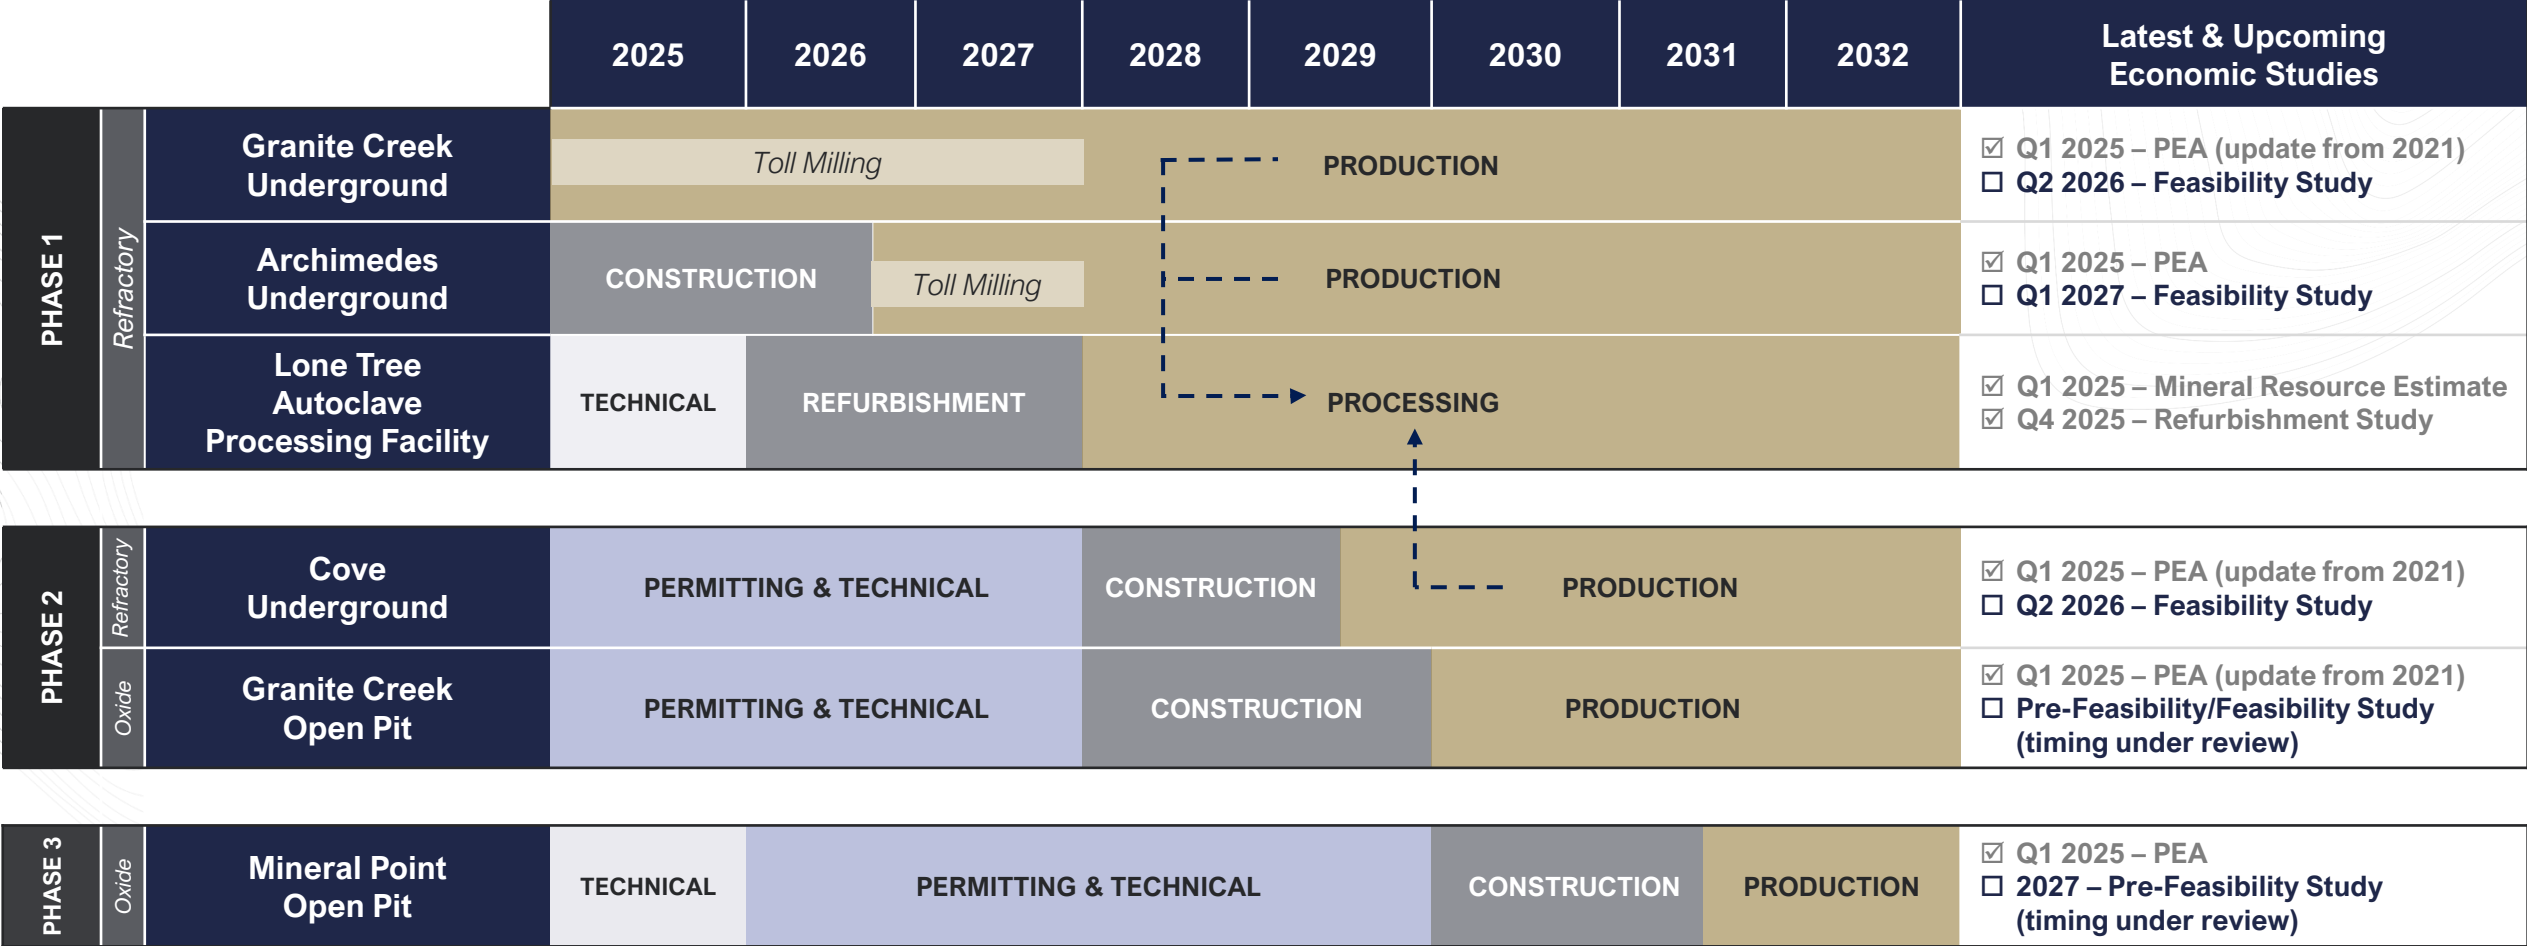 2025
2026
2027
2028
2029
2030
2031
2032
Latest & Upcoming
Economic Studies
PHASE 1
Refractory
Granite Creek
Underground
Toll Milling
PRODUCTION
☑ Q1 2025 – PEA (update from 2021)
☐ Q2 2026 – Feasibility Study
Archimedes
Underground
CONSTRUCTION
Toll Milling
PRODUCTION
☑ Q1 2025 – PEA
☐ Q1 2027 – Feasibility Study
Lone Tree
Autoclave
Processing Facility
TECHNICAL
REFURBISHMENT
PROCESSING
☑ Q1 2025 – Mineral Resource Estimate
☑ Q4 2025 – Refurbishment Study
PHASE 2
Refractory
Cove
Underground
PERMITTING & TECHNICAL
CONSTRUCTION
PRODUCTION
☑ Q1 2025 – PEA (update from 2021)
☐ Q2 2026 – Feasibility Study
Oxide
Granite Creek
Open Pit
PERMITTING & TECHNICAL
CONSTRUCTION
PRODUCTION
☑ Q1 2025 – PEA (update from 2021)
☐ Pre-Feasibility/Feasibility Study
(timing under review)
PHASE 3
Oxide
Mineral Point
Open Pit
TECHNICAL
PERMITTING & TECHNICAL
CONSTRUCTION
PRODUCTION
☑ Q1 2025 – PEA
☐ 2027 – Pre-Feasibility Study
(timing under review)